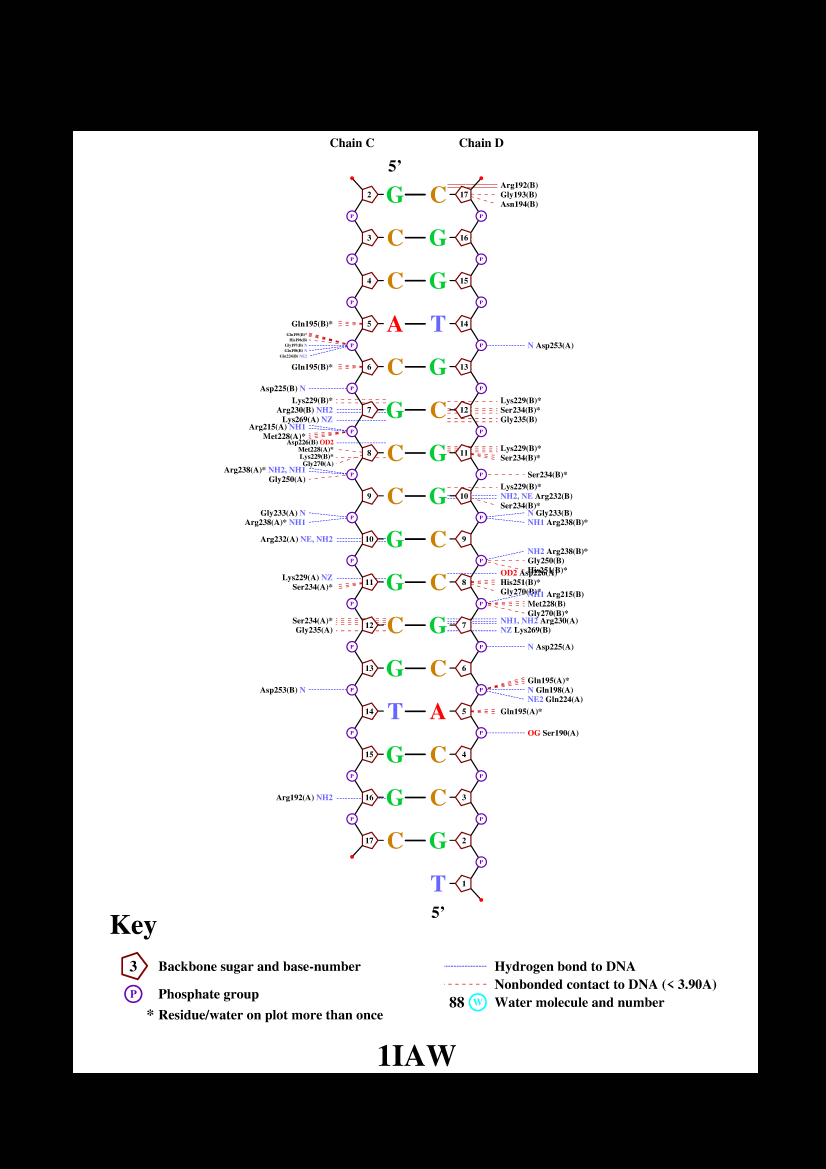 Chain C Chain D
5’
2 G C 17 Arg192(B)
Gly193(B)
Asn194(B)
P P
3 C G 16
P P
4 C G 15
P P
Gln195(B)* 5 A T 14
P P N Asp253(A)
Gln195(B)* 6 C G 13
Asp225(B) N P P
Lys229(B)* Lys229(B)*
Arg230(B) NH2 7 G C 12 Ser234(B)*
Lys269(A) NZ Gly235(B)
Arg215(A) NH1
Met228(A)* P P
Asp226(B) OD2
Met228(A)* Lys229(B)*
Lys229(B)* 8 C G 11 Ser234(B)*
Gly270(A)
Arg238(A)* NH2, NH1 P P Ser234(B)*
Gly250(A)
Lys229(B)*
9 C G 10 NH2, NE Arg232(B)
Ser234(B)*
Gly233(A) N P P N Gly233(B)
Arg238(A)* NH1 NH1 Arg238(B)*
Arg232(A) NE, NH2 10 G C 9
NH2 Arg238(B)*
P P Gly250(B)
His251(B)*
Lys229(A) NZ OD2 Asp226(A)
Ser234(A)* 11 G C 8 His251(B)*
Gly270(B)*
NH1 Arg215(B)
P P Met228(B)
Gly270(B)*
Ser234(A)* 12 C G 7 NH1, NH2 Arg230(A)
Gly235(A) NZ Lys269(B)
P P N Asp225(A)
13 G C 6
Gln195(A)*
Asp253(B) N P P N Gln198(A)
NE2 Gln224(A)
14 T A 5 Gln195(A)*
P P OG Ser190(A)
15 G C 4
P P
Arg192(A) NH2 16 G C 3
P P
17 C G 2
P
T 1
5’
Key
3 Backbone sugar and base-number
P Phosphate group
* Residue/water on plot more than once
Hydrogen bond to DNA
Nonbonded contact to DNA (< 3.90A)
88 W Water molecule and number
1IAW